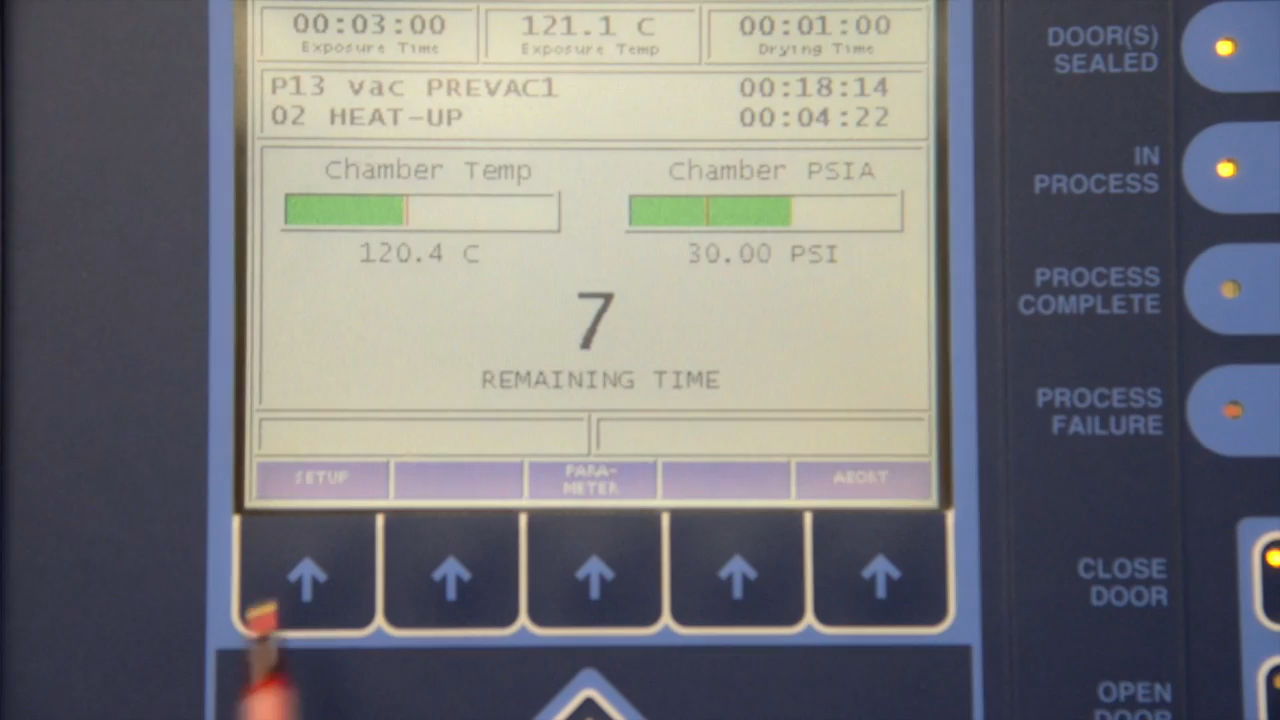 00:03:00 121.1 C 00:01:00
Exposure Time Exposure Temp Drying Time
P13 vac PREVAC1 00:18:14
02 HEAT-UP 00:04:22
Chamber Temp Chamber PSIA
120.4 C 30.00 PSI
7
REMAINING TIME
SETUP PARA-
METER ABORT
DOOR(S)
SEALED
IN
PROCESS
PROCESS
COMPLETE
PROCESS
FAILURE
CLOSE
DOOR
OPEN
DOOR